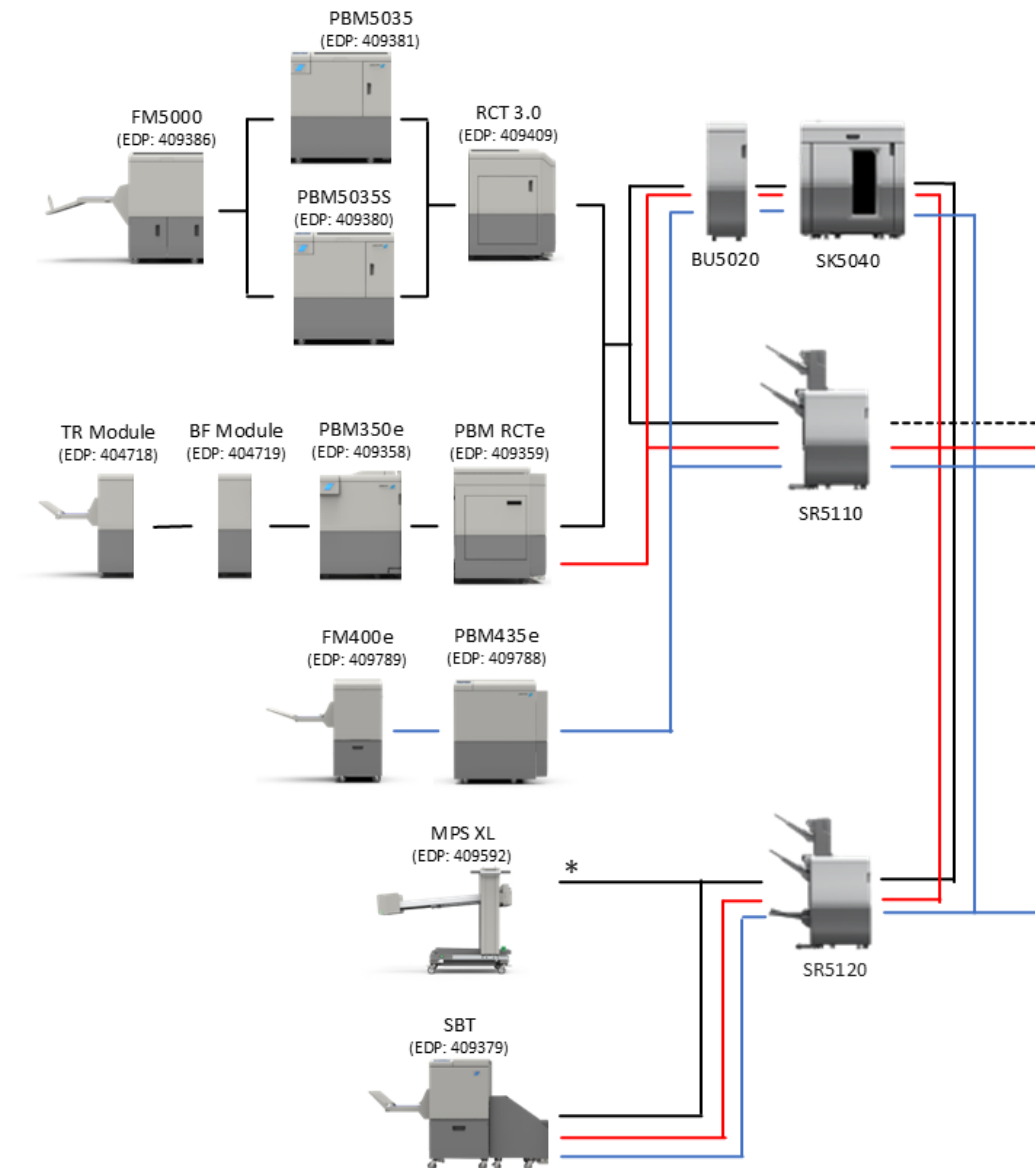 PBM5035
(EDP: 409381)
FM5000
(EDP: 409386)
RCT 3.0
(EDP: 409409)
PBM5035S
(EDP: 409380)
BU5020
SK5040
TR Module
(EDP: 404718)
BF Module
(EDP: 404719)
PBM350e
(EDP: 409358)
PBM RCTe
(EDP: 409359)
SR5110
FM400e
(EDP: 409789)
PBM435e
(EDP: 409788)
MPS XL
(EDP: 409592)
*
SR5120
SBT
(EDP: 409379)